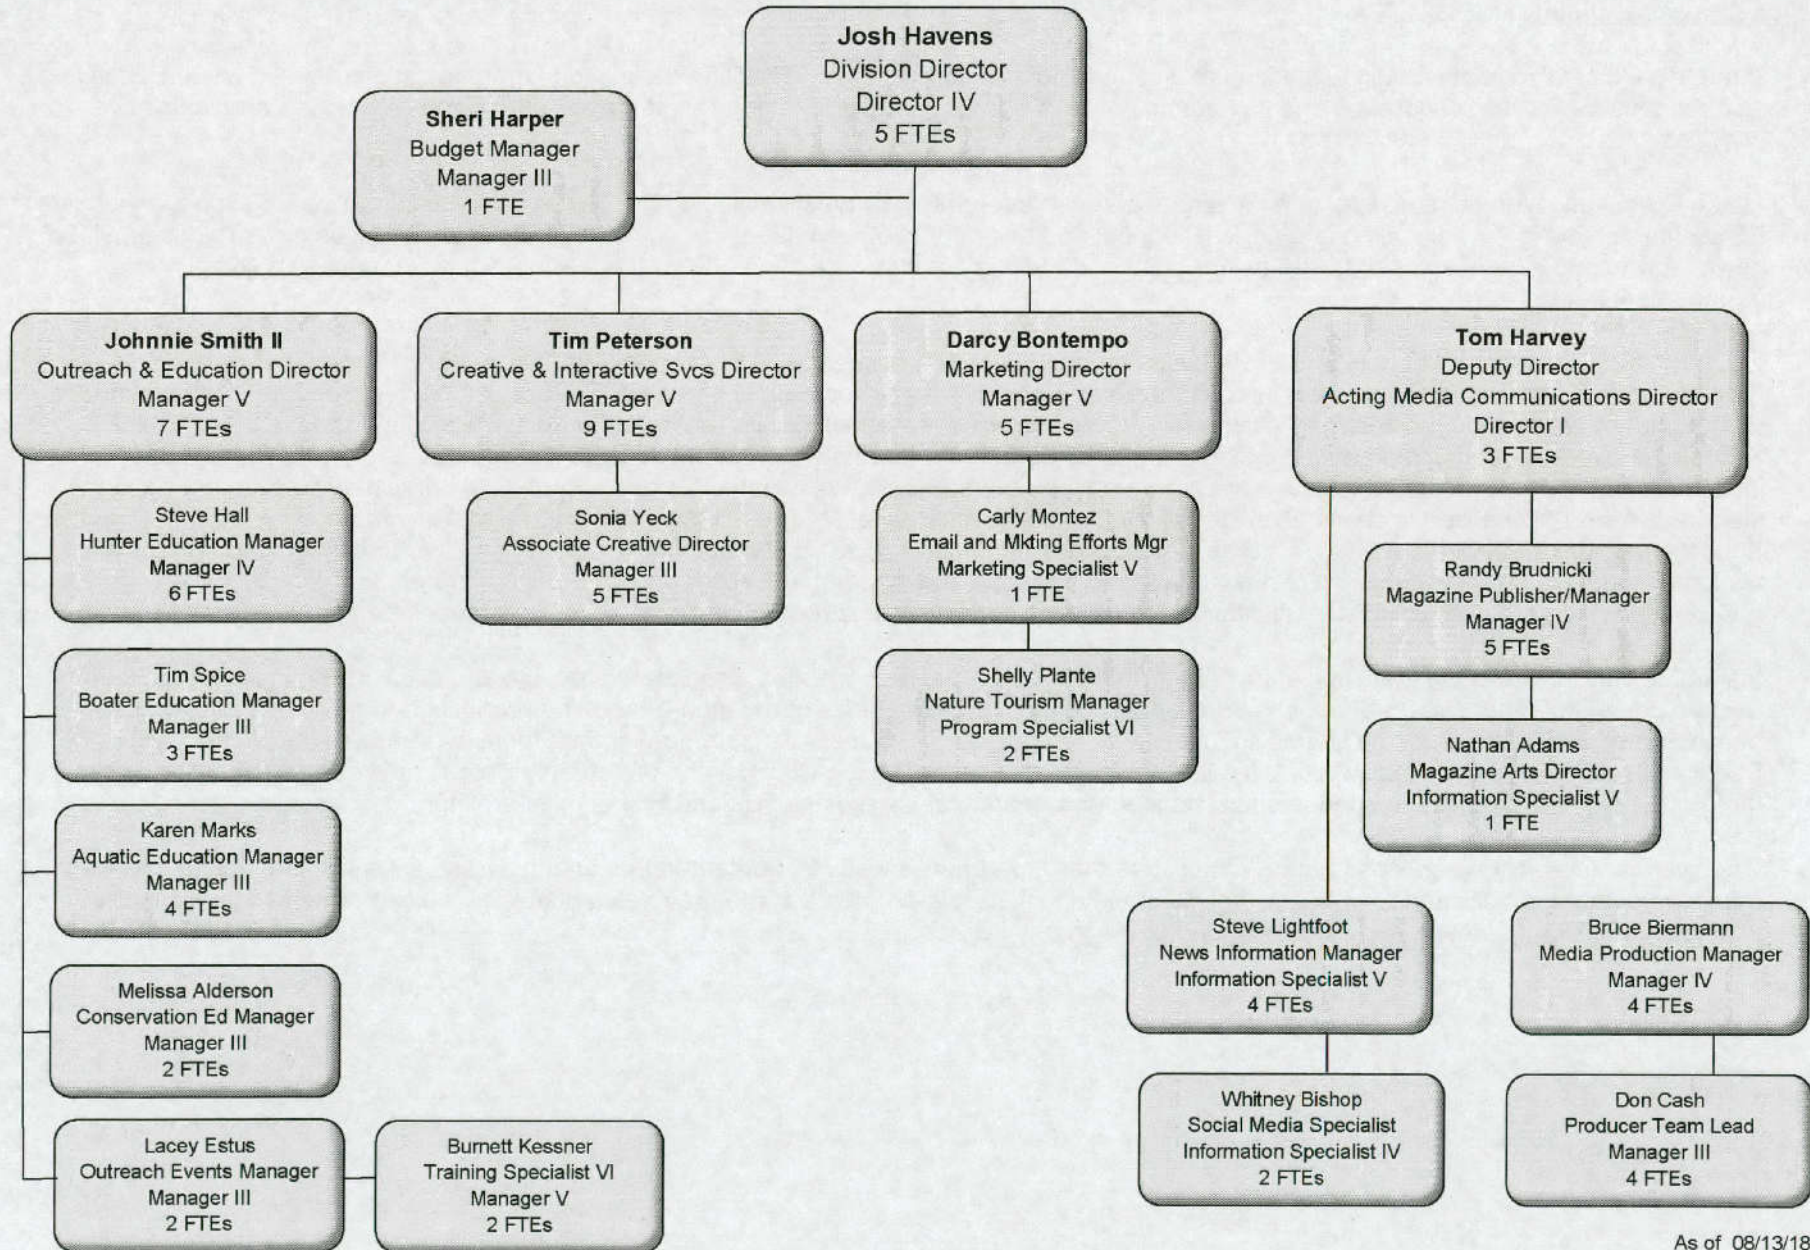 Josh Havens
Division Director
Director IV
5 FTEs
Sheri Harper
Budget Manager
Manager III
1 FTE
Johnnie Smith II
Outreach & Education Director
Manager V
7 FTEs
Tim Peterson
Creative & Interactive Svcs Director
Manager V
9 FTEs
Darcy Bontempo
Marketing Director
Manager V
5 FTEs
Tom Harvey
Deputy Director
Acting Media Communications Director
Director I
3 FTEs
Steve Hall
Hunter Education Manager
Manager IV
6 FTEs
Tim Spice
Boater Education Manager
Manager III
3 FTEs
Karen Marks
Aquatic Education Manager
Manager III
4 FTEs
Melissa Alderson
Conservation Ed Manager
Manager III
2 FTEs
Lacey Estus
Outreach Events Manager
Manager III
2 FTEs
Burnett Kessner
Training Specialist VI
Manager V
2 FTEs
Sonia Yeck
Associate Creative Director
Manager III
5 FTEs
Carly Montez
Email and Mkting Efforts Mgr
Marketing Specialist V
1 FTE
Shelly Plante
Nature Tourism Manager
Program Specialist VI
2 FTEs
Randy Brudnicki
Magazine Publisher/Manager
Manager IV
5 FTEs
Nathan Adams
Magazine Arts Director
Information Specialist V
1 FTE
Steve Lightfoot
News Information Manager
Information Specialist V
4 FTEs
Whitney Bishop
Social Media Specialist
Information Specialist IV
2 FTEs
Bruce Biermann
Media Production Manager
Manager IV
4 FTEs
Don Cash
Producer Team Lead
Manager III
4 FTEs
As of 08/13/18